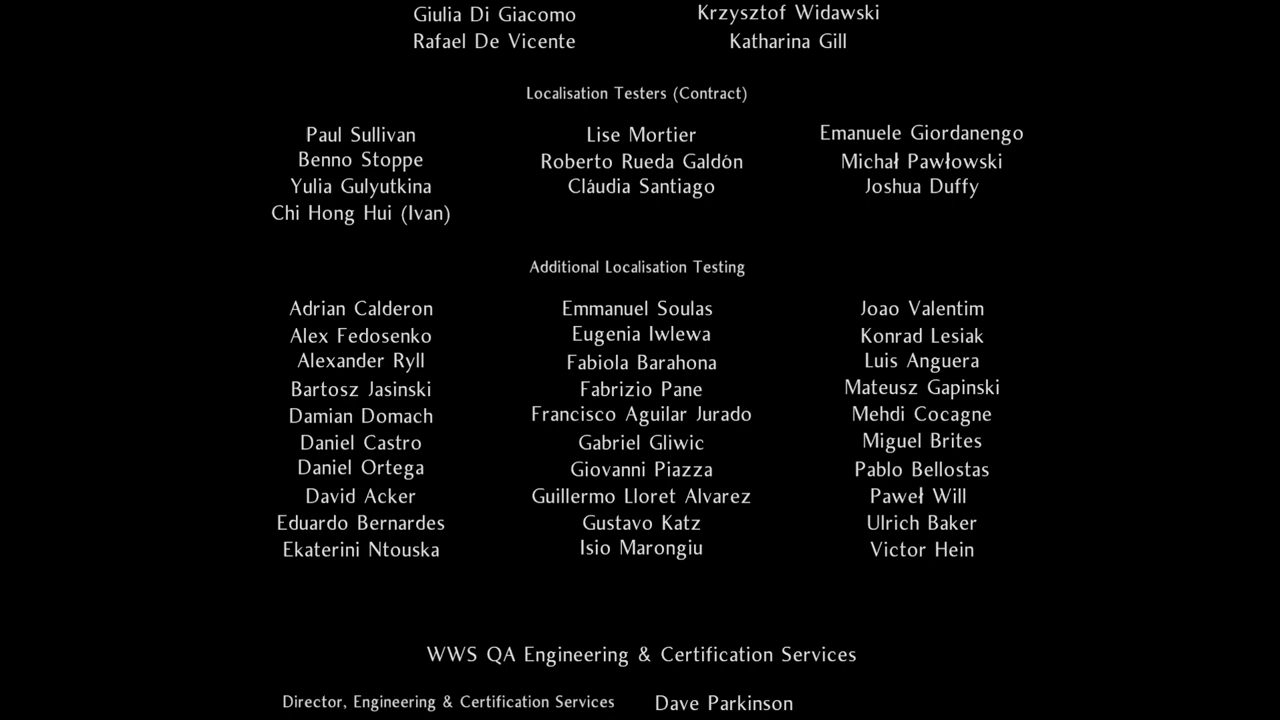 Giulia Di Giacomo Krzysztof Widawski
Rafael De Vicente Katharina Gill
Localisation Testers (Contract)
Paul Sullivan Lise Mortier Emanuele Giordanengo
Benno Stoppe Roberto Rueda Galdón Michał Pawłowski
Yulia Gulyutkina Cláudia Santiago Joshua Duffy
Chi Hong Hui (Ivan)
Additional Localisation Testing
Adrian Calderon Emmanuel Soulas Joao Valentim
Alex Fedosenko Eugenia Iwlewa Konrad Lesiak
Alexander Ryll Fabiola Barahona Luis Anguera
Bartosz Jasinski Fabrizio Pane Mateusz Gapinski
Damian Domach Francisco Aguilar Jurado Mehdi Cocagne
Daniel Castro Gabriel Gliwic Miguel Brites
Daniel Ortega Giovanni Piazza Pablo Bellostas
David Acker Guillermo Lloret Alvarez Paweł Will
Eduardo Bernardes Gustavo Katz Ulrich Baker
Ekaterini Ntouska Isio Marongiu Victor Hein
WWS QA Engineering & Certification Services
Director, Engineering & Certification Services Dave Parkinson